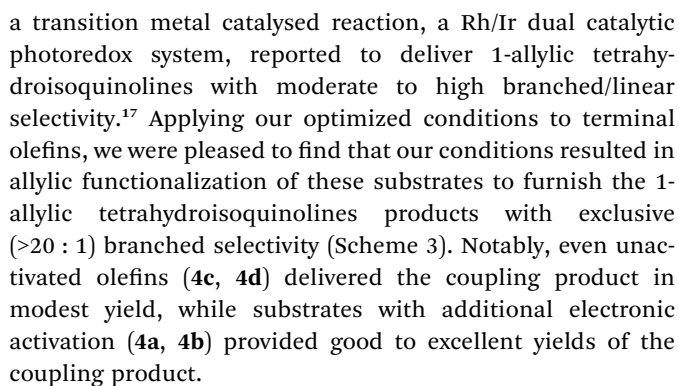 a transition metal catalysed reaction, a Rh/Ir dual catalytic
photoredox system, reported to deliver 1-allylic tetrahy-
droisoquinolines with moderate to high branched/linear
selectivity.¹⁷ Applying our optimized conditions to terminal
olefins, we were pleased to find that our conditions resulted in
allylic functionalization of these substrates to furnish the 1-
allylic tetrahydroisoquinolines products with exclusive
(>20 : 1) branched selectivity (Scheme 3). Notably, even unac-
tivated olefins (4c, 4d) delivered the coupling product in
modest yield, while substrates with additional electronic
activation (4a, 4b) provided good to excellent yields of the
coupling product.